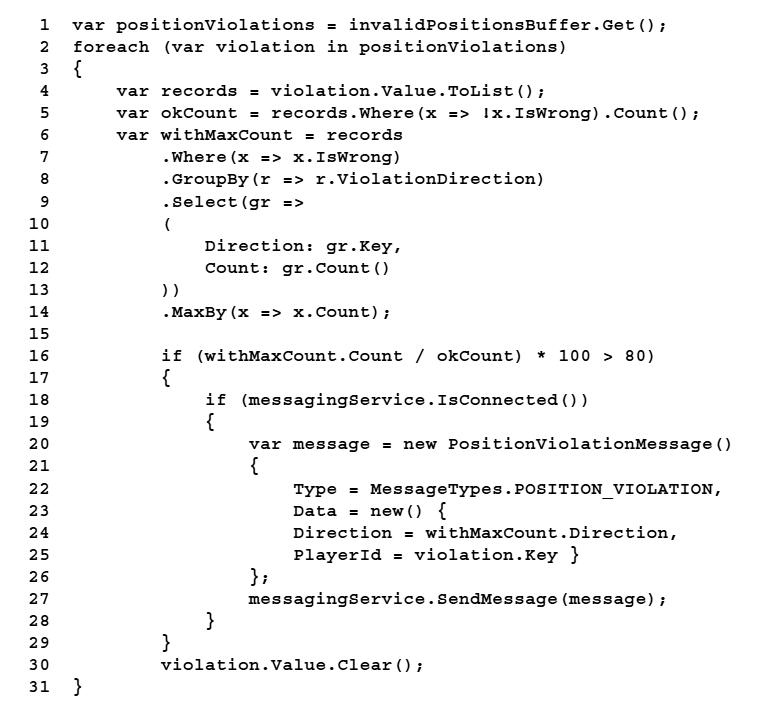 1 var positionViolations = invalidPositionsBuffer.Get();
2 foreach (var violation in positionViolations)
3 {
4     var records = violation.Value.ToList();
5     var okCount = records.Where(x => !x.IsWrong).Count();
6     var withMaxCount = records
7         .Where(x => x.IsWrong)
8         .GroupBy(r => r.ViolationDirection)
9         .Select(gr =>
10         (
11             Direction: gr.Key,
12             Count: gr.Count()
13         ))
14         .MaxBy(x => x.Count);
15
16         if (withMaxCount.Count / okCount) * 100 > 80)
17         {
18             if (messagingService.IsConnected())
19             {
20                 var message = new PositionViolationMessage()
21                 {
22                     Type = MessageTypes.POSITION_VIOLATION,
23                     Data = new() {
24                     Direction = withMaxCount.Direction,
25                     PlayerId = violation.Key }
26                 };
27                 messagingService.SendMessage(message);
28             }
29         }
30         violation.Value.Clear();
31 }